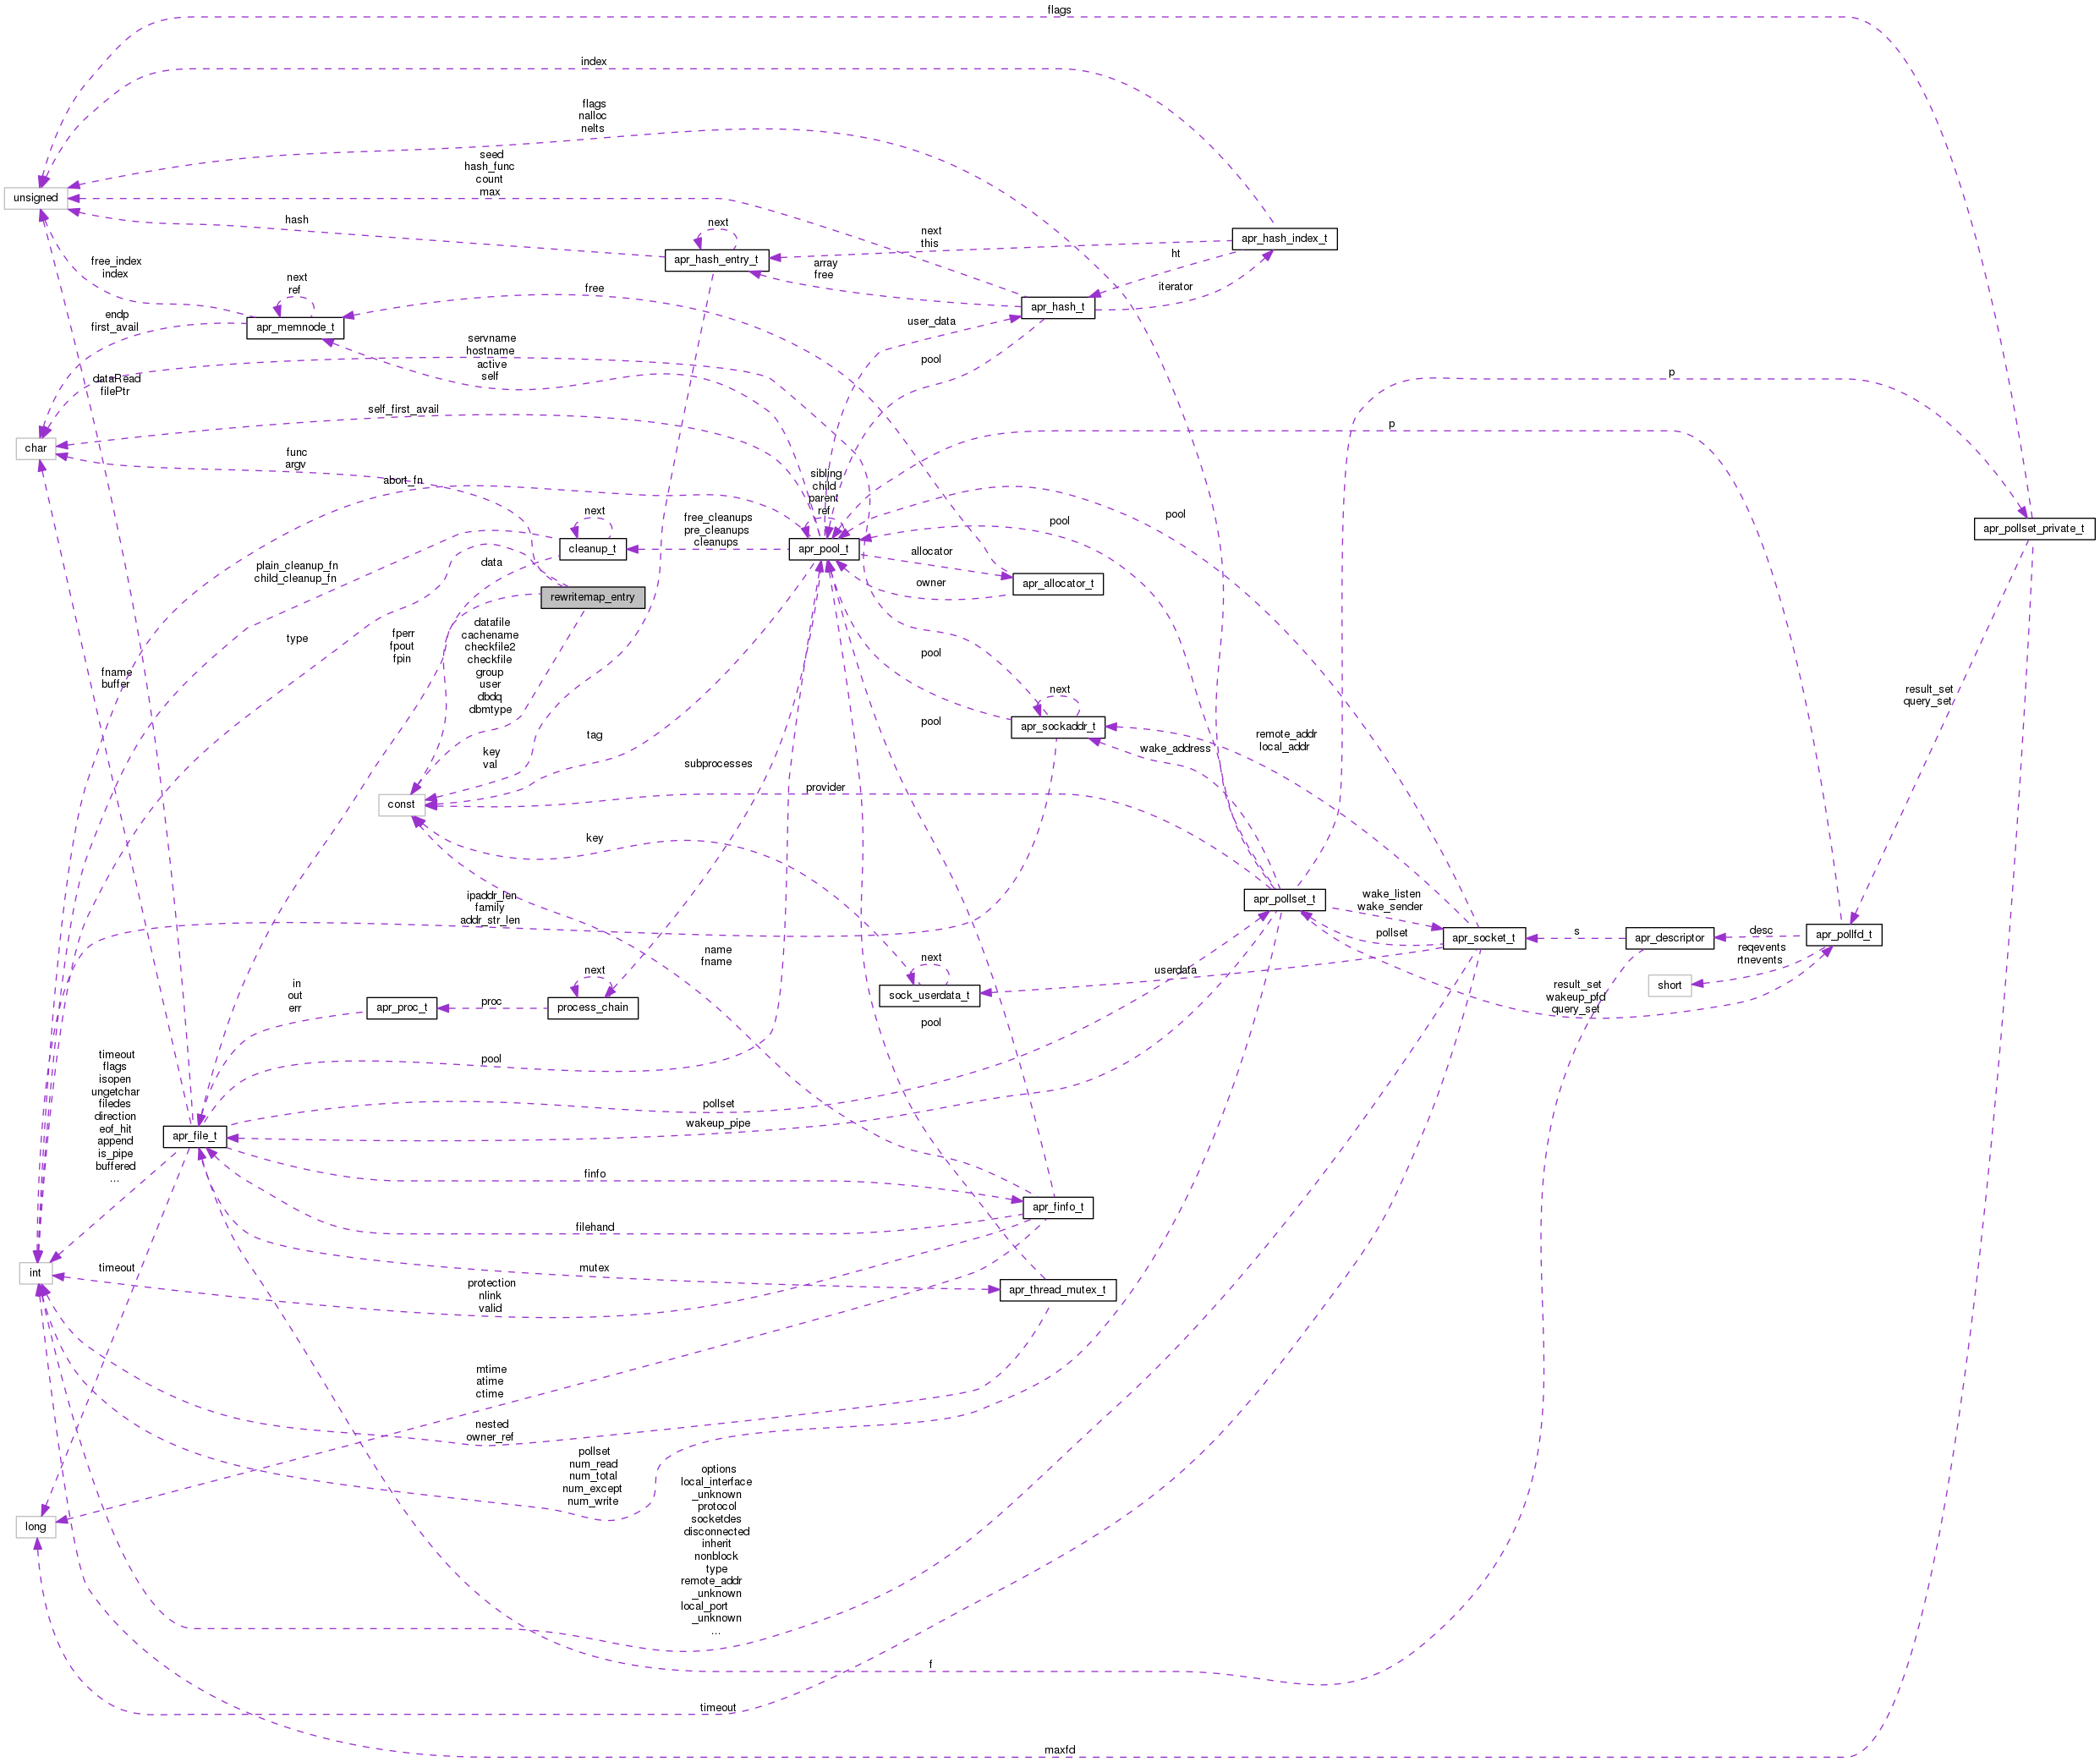 flags
index
flags
nalloc
nelts
seed
hash_func
count
max
unsigned
hash
next
next
this
apr_hash_index_t
apr_hash_entry_t
ht
array
free
free_index
index
next
ref
free
iterator
apr_hash_t
endp
first_avail
apr_memnode_t
user_data
servname
hostname
active
self
pool
p
dataRead
filePtr
self_first_avail
p
char
func
argv
abort_fn
sibling
child
parent
ref
next
free_cleanups
pre_cleanups
cleanups
pool
pool
apr_pollset_private_t
cleanup_t
apr_pool_t
allocator
data
plain_cleanup_fn
child_cleanup_fn
owner
apr_allocator_t
rewritemap_entry
type
fperr
fpout
fpin
datafile
cachename
checkfile2
checkfile
group
user
dbdq
dbmtype
pool
fname
buffer
next
result_set
query_set
apr_sockaddr_t
pool
tag
key
val
wake_address
remote_addr
local_addr
subprocesses
provider
const
key
ipaddr_len
family
addr_str_len
apr_pollset_t
wake_listen
wake_sender
pollset
apr_socket_t
s
apr_descriptor
desc
apr_pollfd_t
reqevents
rtnevents
name
fname
next
userdata
short
next
sock_userdata_t
result_set
wakeup_pfd
query_set
in
out
err
apr_proc_t
proc
process_chain
pool
timeout
flags
isopen
ungetchar
filedes
direction
eof_hit
append
is_pipe
buffered
...
pool
pollset
wakeup_pipe
apr_file_t
finfo
apr_finfo_t
filehand
int
timeout
mutex
protection
nlink
valid
apr_thread_mutex_t
mtime
atime
ctime
nested
owner_ref
pollset
num_read
num_total
num_except
num_write
options
local_interface
_unknown
protocol
socketdes
disconnected
inherit
nonblock
type
remote_addr
_unknown
local_port
_unknown
...
long
f
timeout
maxfd